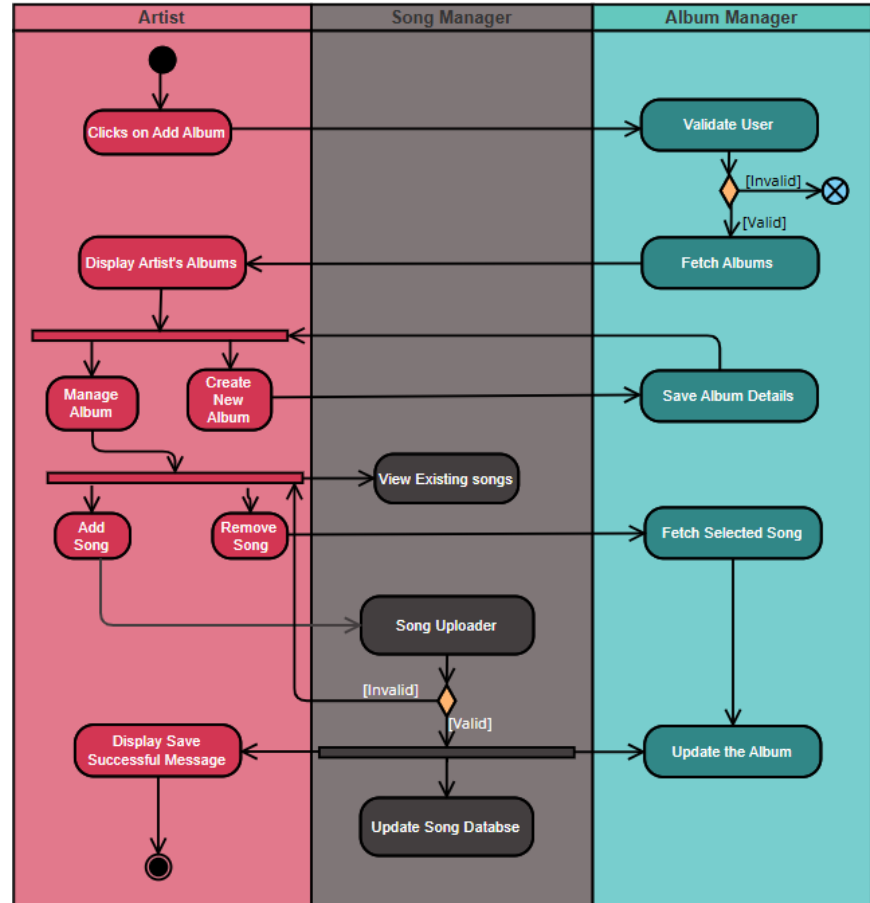 Artist
Song Manager
Album Manager
Clicks on Add Album
Validate User
[Invalid]
[Valid]
Display Artist's Albums
Fetch Albums
Manage
Album
Create
New
Album
Save Album Details
View Existing songs
Add
Song
Remove
Song
Fetch Selected Song
Song Uploader
[Invalid]
[Valid]
Display Save
Successful Message
Update the Album
Update Song Databse